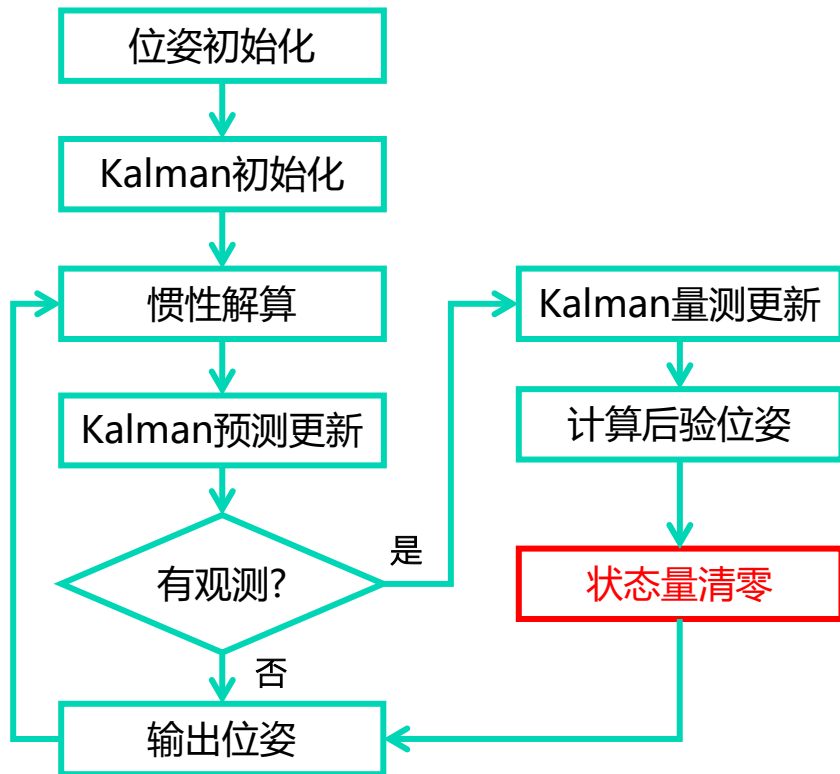 位姿初始化
Kalman初始化
惯性解算
Kalman预测更新
有观测?
是
否
输出位姿
Kalman量测更新
计算后验位姿
状态量清零